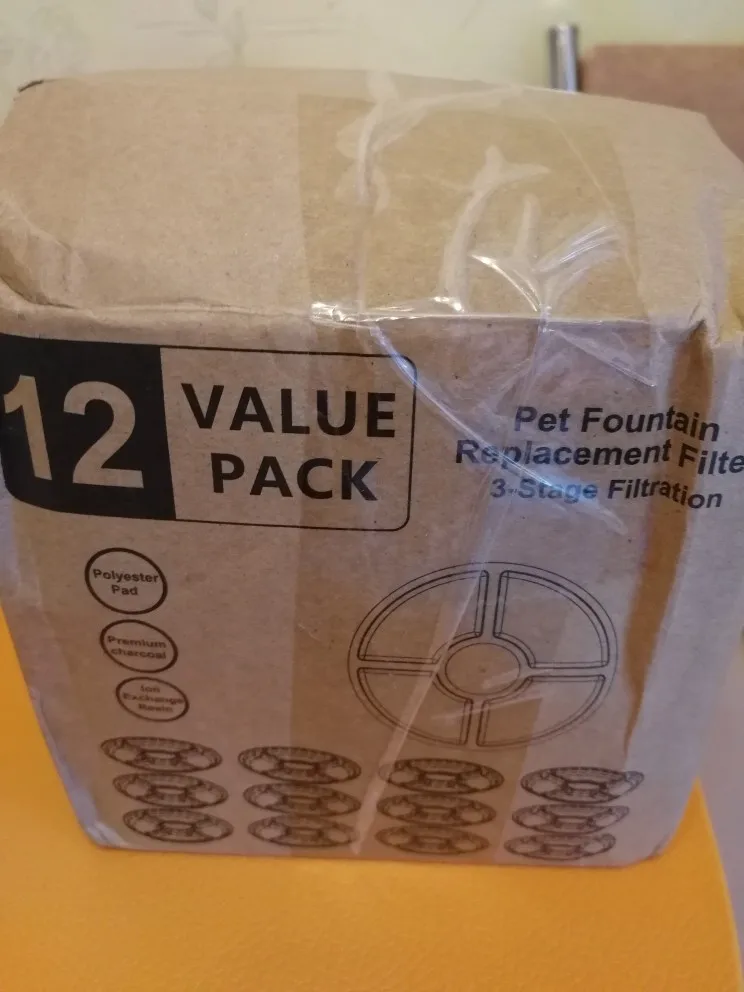 12
VALUE
PACK
Pet Fountain
Replacement Filte
3-Stage Filtration
Polyester
Pad
Premium
charcoal
Ion
Exchange
Resin